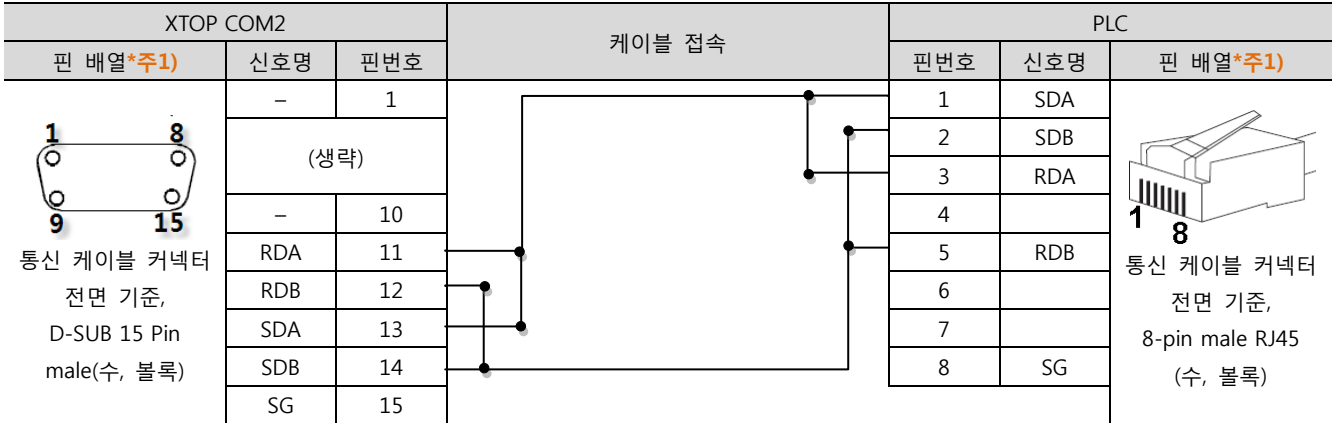 XTOP COM2 케이블 접속 PLC
핀 배열*주1) 신호명 핀번호 핀번호 신호명 핀 배열*주1)
– 1 1 SDA
(생략) 2 SDB
3 RDA
– 10 4
RDA 11 5 RDB
RDB 12 6
SDA 13 7
SDB 14 8 SG
SG 15
1 8
9 15
통신 케이블 커넥터
전면 기준,
D-SUB 15 Pin
male(수, 볼록)
1
8
통신 케이블 커넥터
전면 기준,
8-pin male RJ45
(수, 볼록)